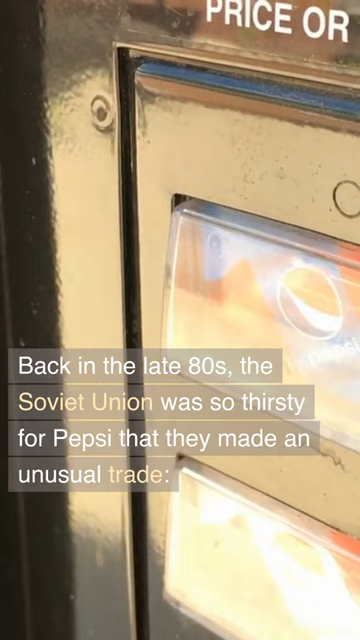 PRICE OR
Back in the late 80s, the
Soviet Union was so thirsty
for Pepsi that they made an
unusual trade: